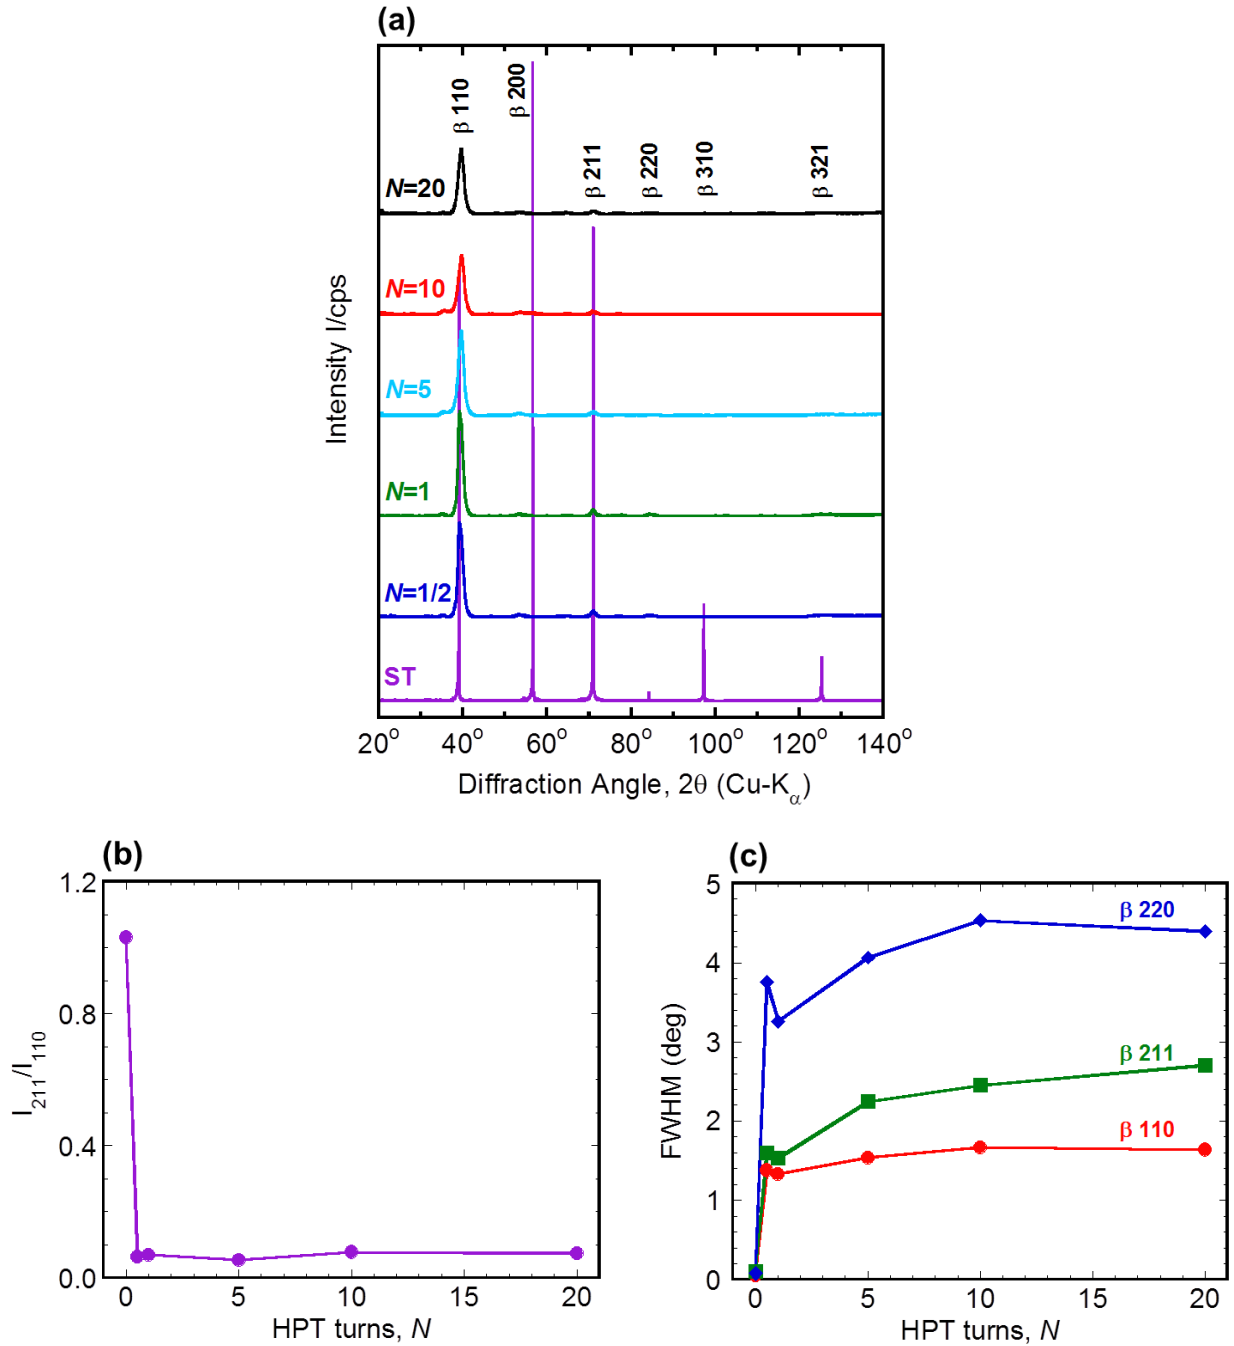 (a)
β 110
β 200
β 211
β 220
β 310
β 321
N=20
N=10
N=5
N=1
N=1/2
ST
Intensity I/cps
20° 40° 60° 80° 100° 120° 140°
Diffraction Angle, 2θ (Cu-Kα)
(b)
1.2
0.8
0.4
0.0
I211/I110
0 5 10 15 20
HPT turns, N
(c)
5
4
3
2
1
0
FWHM (deg)
β 220
β 211
β 110
0 5 10 15 20
HPT turns, N